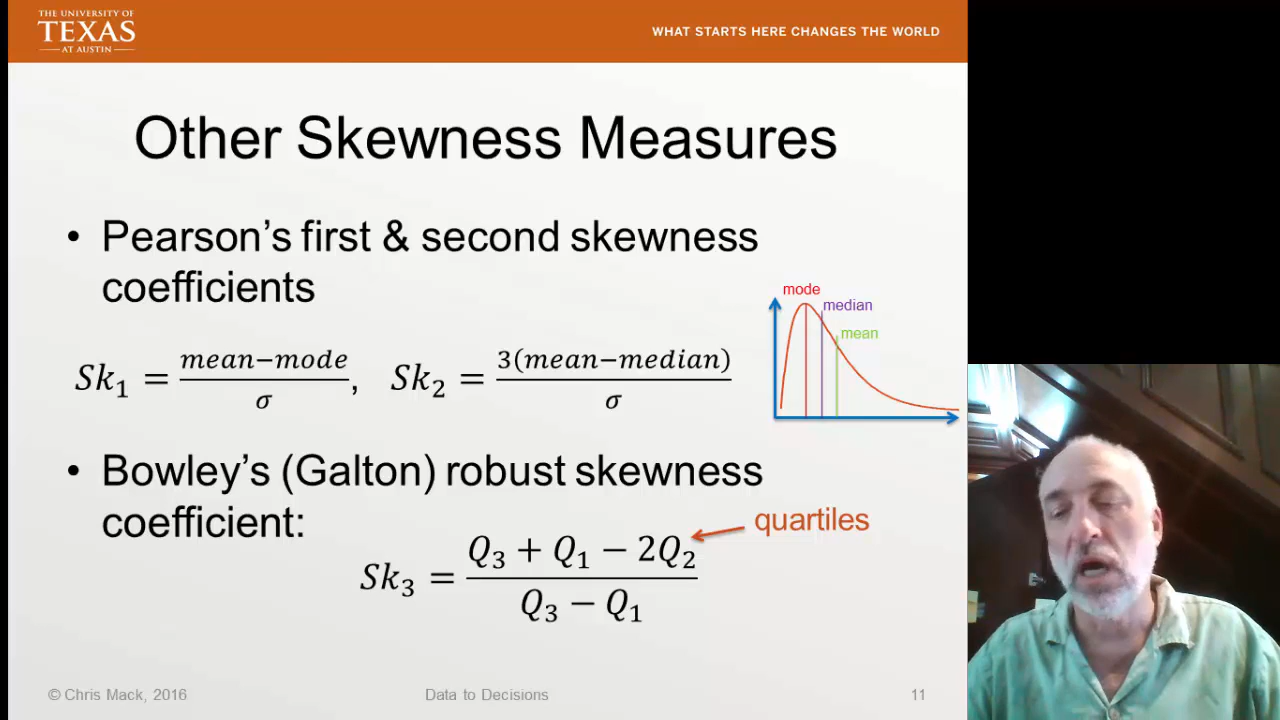 THE UNIVERSITY OF
TEXAS
AT AUSTIN
WHAT STARTS HERE CHANGES THE WORLD
Other Skewness Measures
• Pearson's first & second skewness
coefficients
mode
median
mean
Sk₁ = (mean−mode)/σ, Sk₂ = 3(mean−median)/σ
• Bowley's (Galton) robust skewness
coefficient:
quartiles
Sk₃ = (Q₃ + Q₁ − 2Q₂)/(Q₃ − Q₁)
© Chris Mack, 2016
Data to Decisions
11